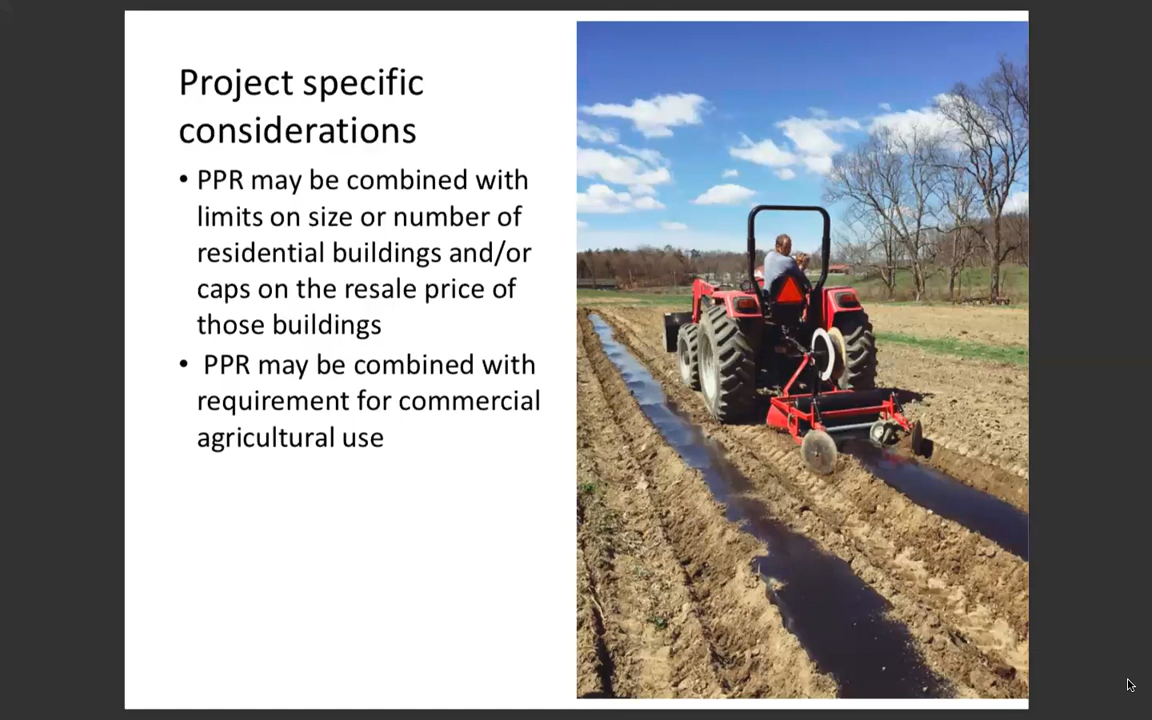 Project specific
considerations
• PPR may be combined with
limits on size or number of
residential buildings and/or
caps on the resale price of
those buildings
• PPR may be combined with
requirement for commercial
agricultural use